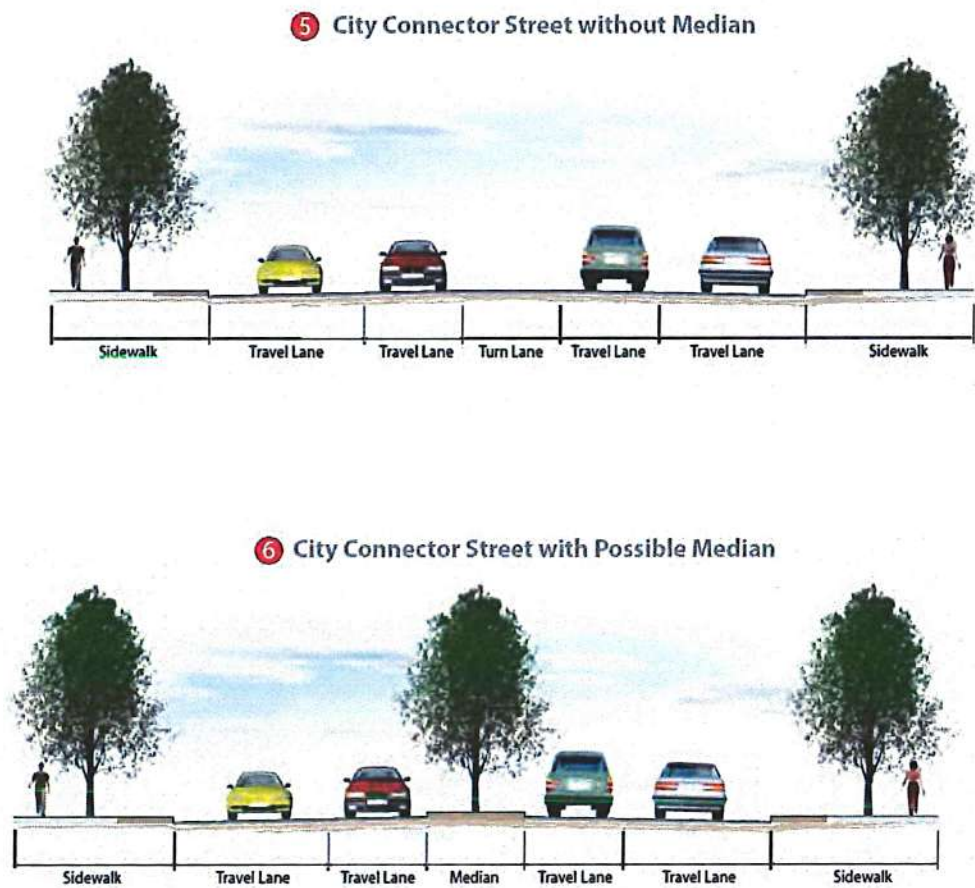 5 City Connector Street without Median
Sidewalk Travel Lane Travel Lane Turn Lane Travel Lane Travel Lane Sidewalk
6 City Connector Street with Possible Median
Sidewalk Travel Lane Travel Lane Median Travel Lane Travel Lane Sidewalk